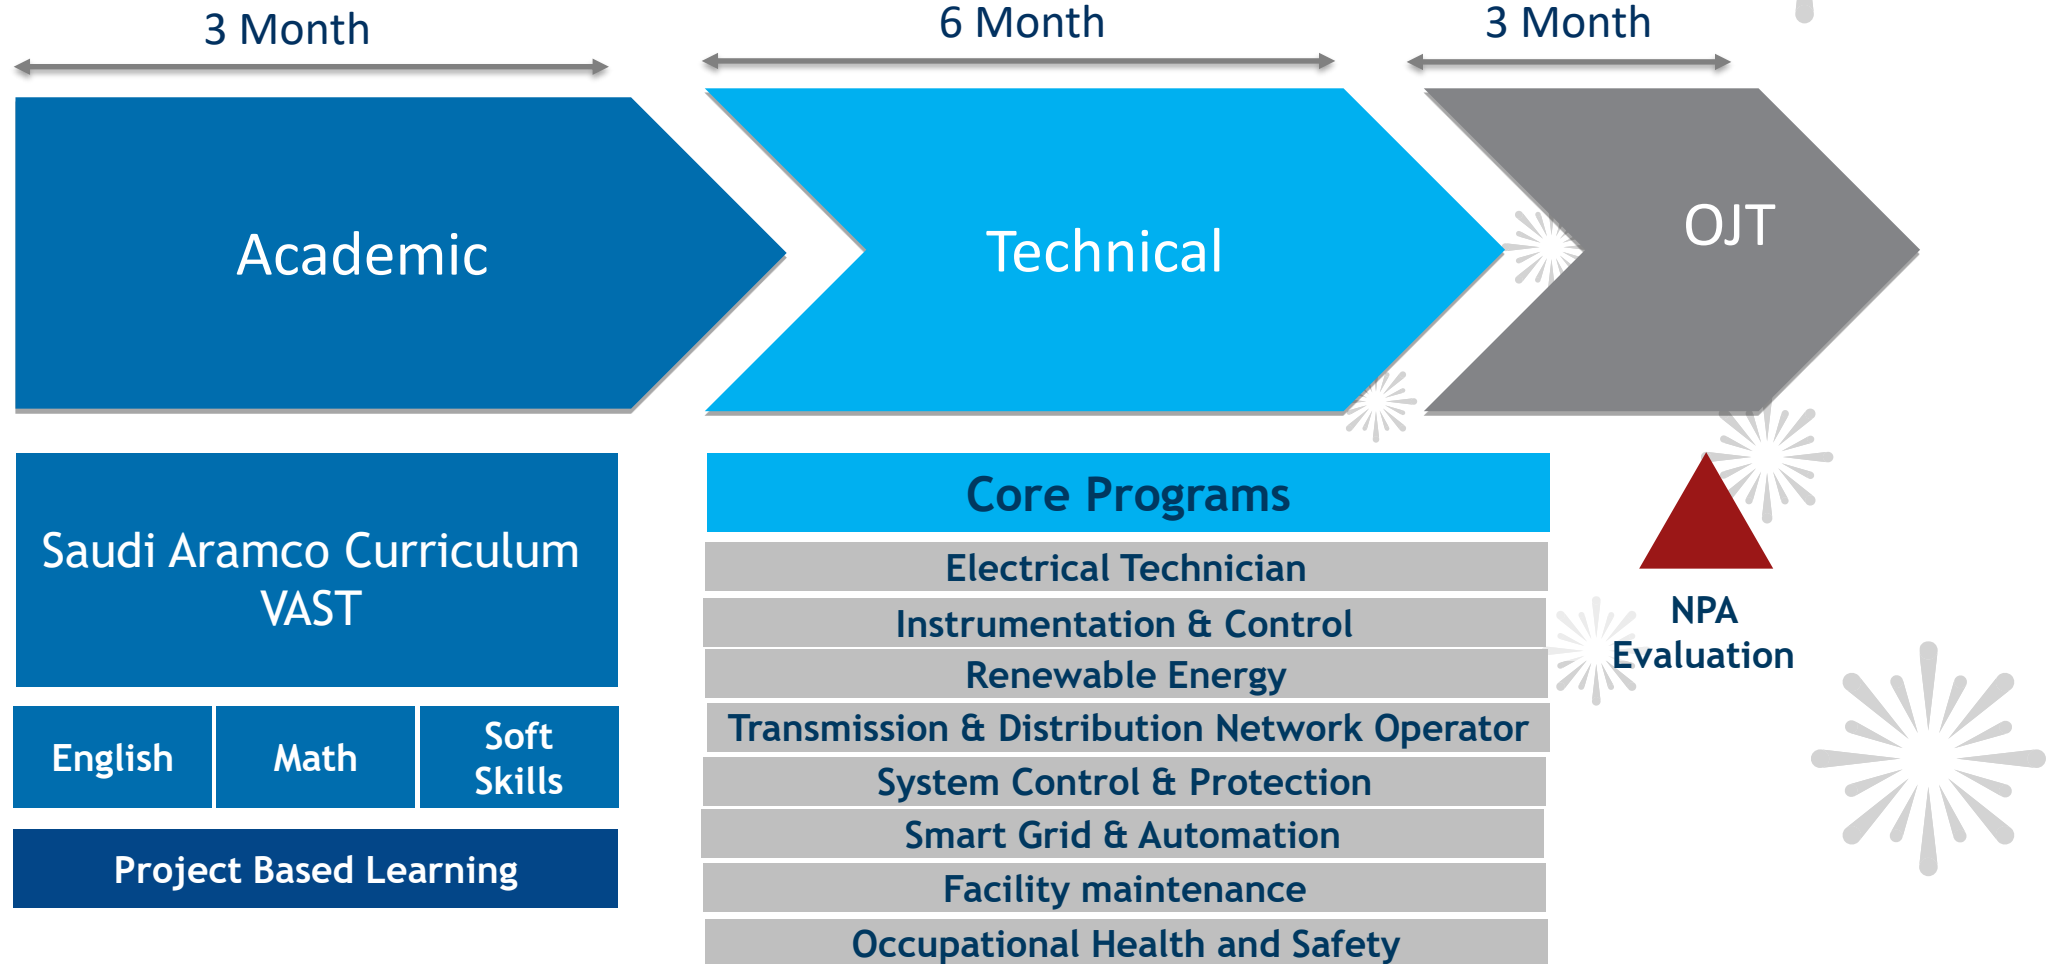 3 Month
6 Month
3 Month
Academic
Technical
OJT
Saudi Aramco Curriculum
VAST
English
Math
Soft
Skills
Project Based Learning
Core Programs
Electrical Technician
Instrumentation & Control
Renewable Energy
Transmission & Distribution Network Operator
System Control & Protection
Smart Grid & Automation
Facility maintenance
Occupational Health and Safety
NPA
Evaluation